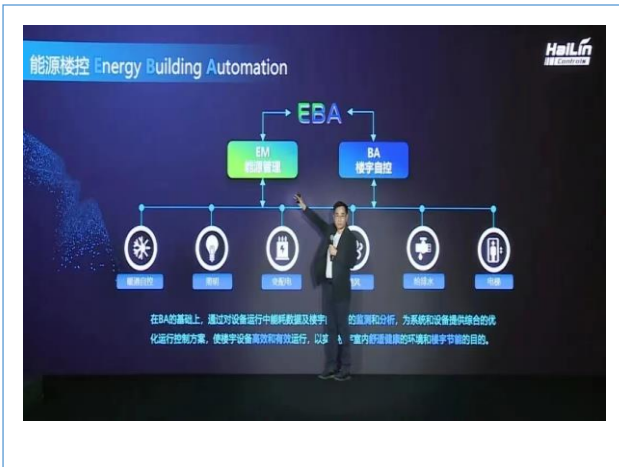 能源楼控 Energy Building Automation
HaiLin
Controls
EBA
EM
能源管理
BA
楼宇自控
照明
变配电
给排水
电梯
在BA的基础上，通过对设备运行中能耗数据及楼宇 的监测和分析，为系统和设备提供综合的优
化运行控制方案，使楼宇设备高效和有效运行，以实 室内舒适健康的环境和楼宇节能的目的。